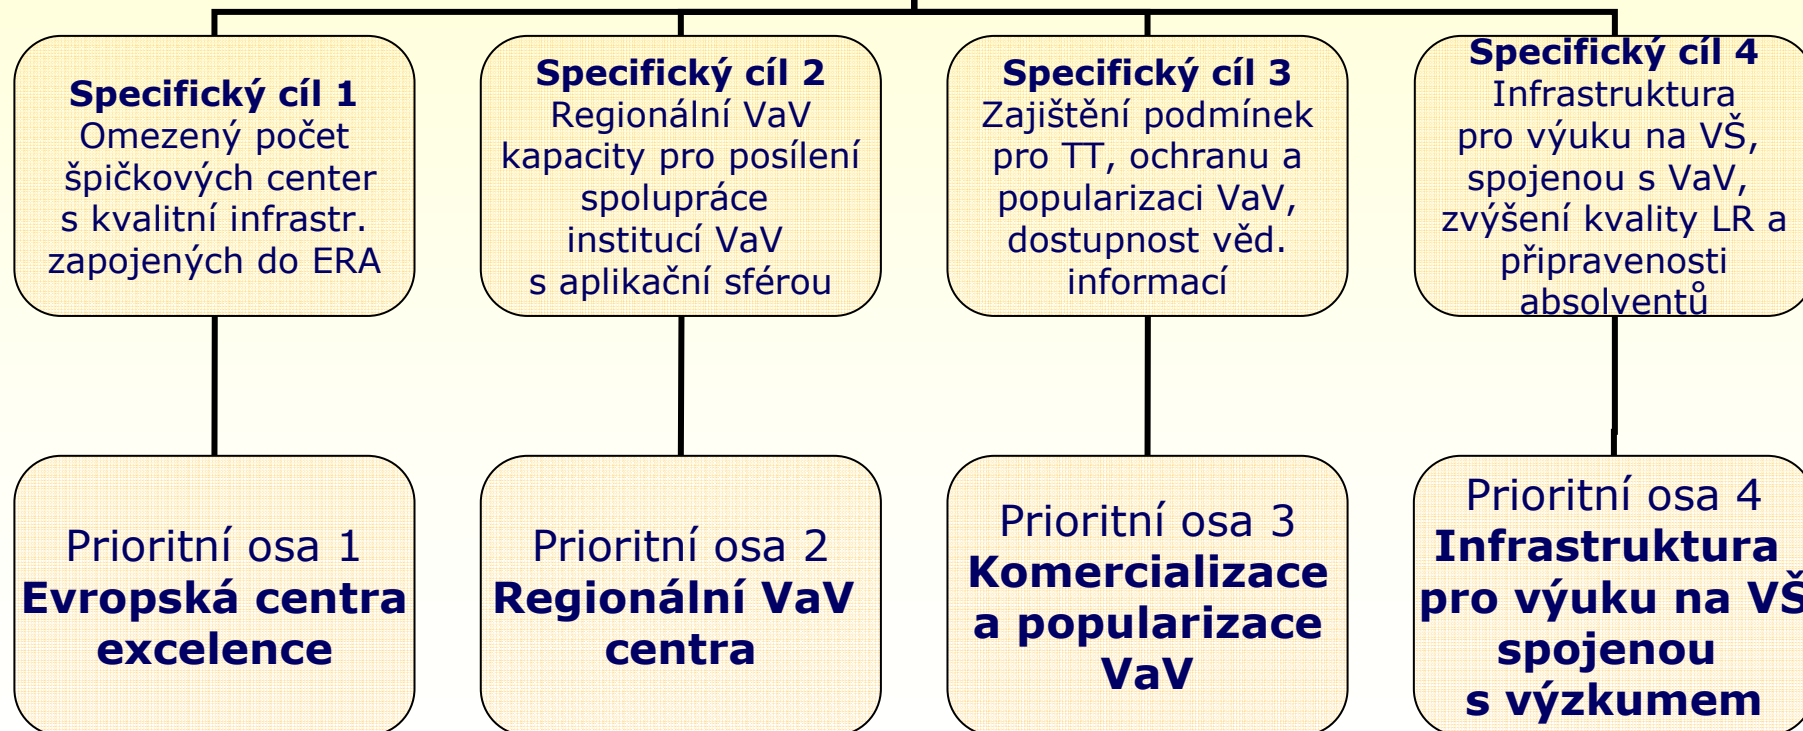 Specifický cíl 1
Omezený počet
špičkových center
s kvalitní infrastr.
zapojených do ERA
Specifický cíl 2
Regionální VaV
kapacity pro posílení
spolupráce
institucí VaV
s aplikační sférou
Specifický cíl 3
Zajištění podmínek
pro TT, ochranu a
popularizaci VaV,
dostupnost věd.
informací
Specifický cíl 4
Infrastruktura
pro výuku na VŠ,
spojenou s VaV,
zvýšení kvality LR a
připravenosti
absolventů
Prioritní osa 1
Evropská centra
excelence
Prioritní osa 2
Regionální VaV
centra
Prioritní osa 3
Komercializace
a popularizace
VaV
Prioritní osa 4
Infrastruktura
pro výuku na VŠ
spojenou
s výzkumem